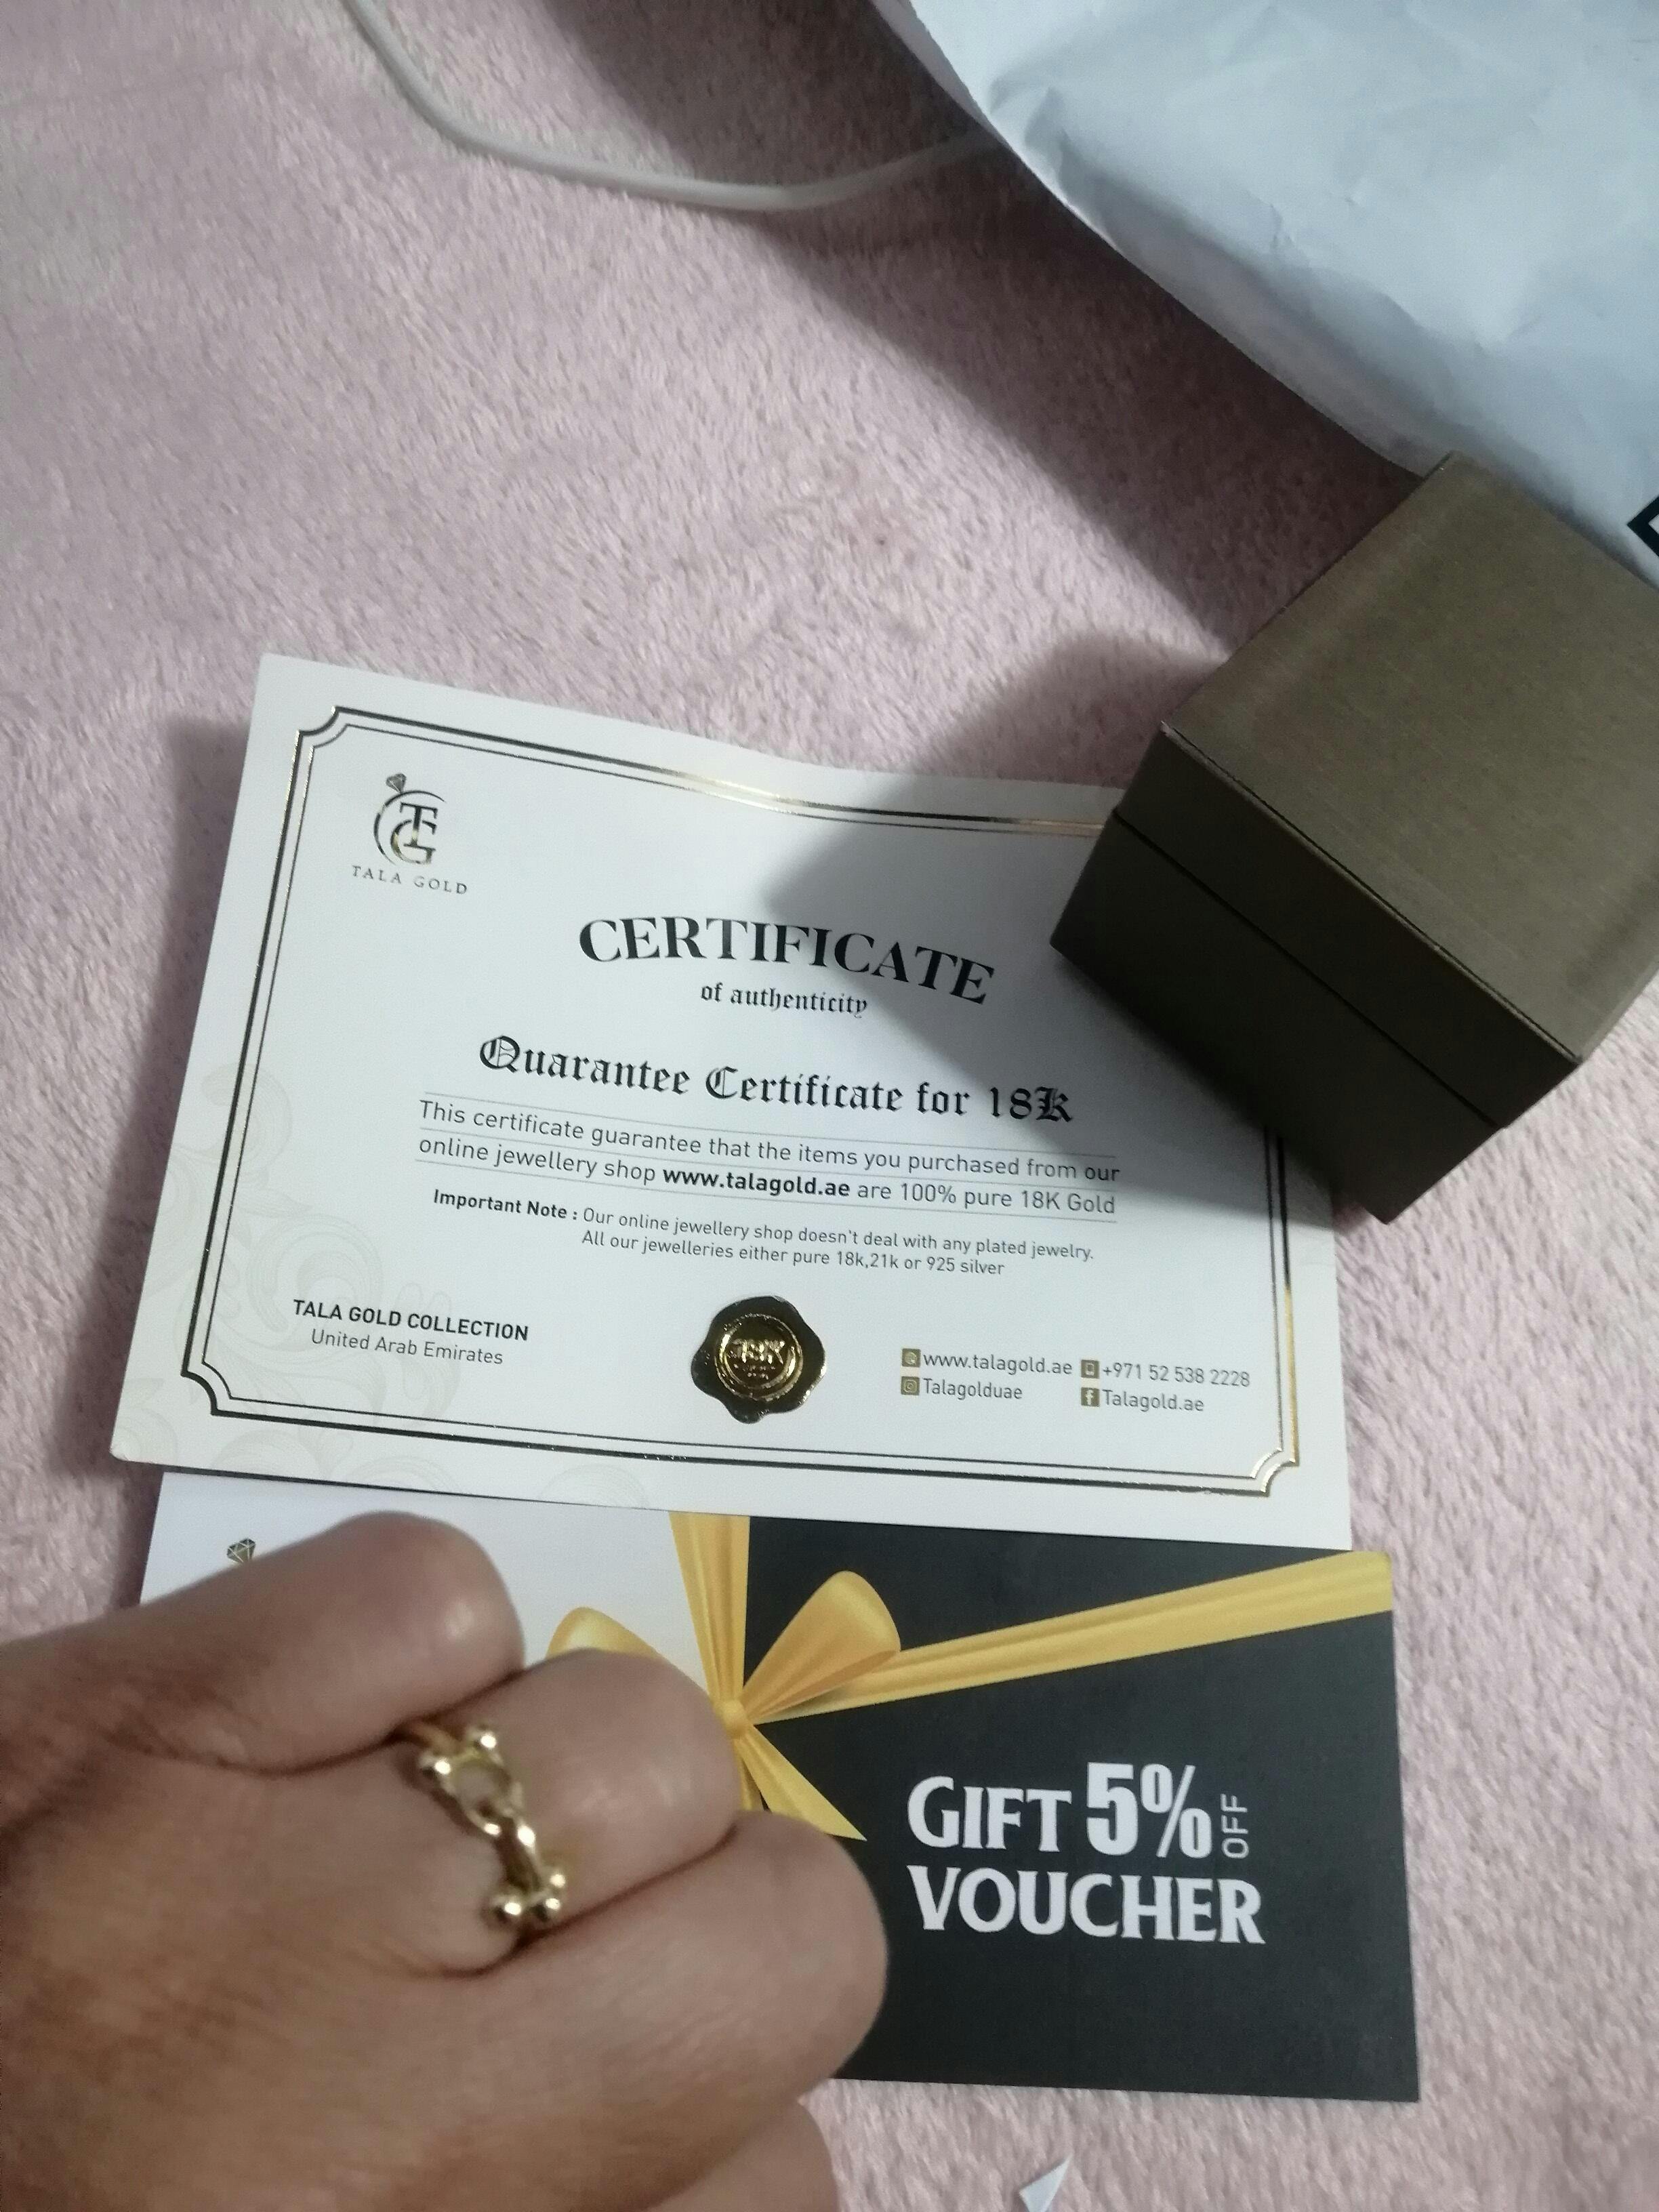 TG
TALA GOLD
CERTIFICATE
of authenticity
Quarantee Certificate for 18k
This certificate guarantee that the items you purchased from our
online jewellery shop www.talagold.ae are 100% pure 18K Gold
Important Note : Our online jewellery shop doesn't deal with any plated jewelry.
All our jewelleries either pure 18k,21k or 925 silver
TALA GOLD COLLECTION
United Arab Emirates
18K
www.talagold.ae +971 52 538 2228
Talagolduae Talagold.ae
GIFT 5% OFF
VOUCHER